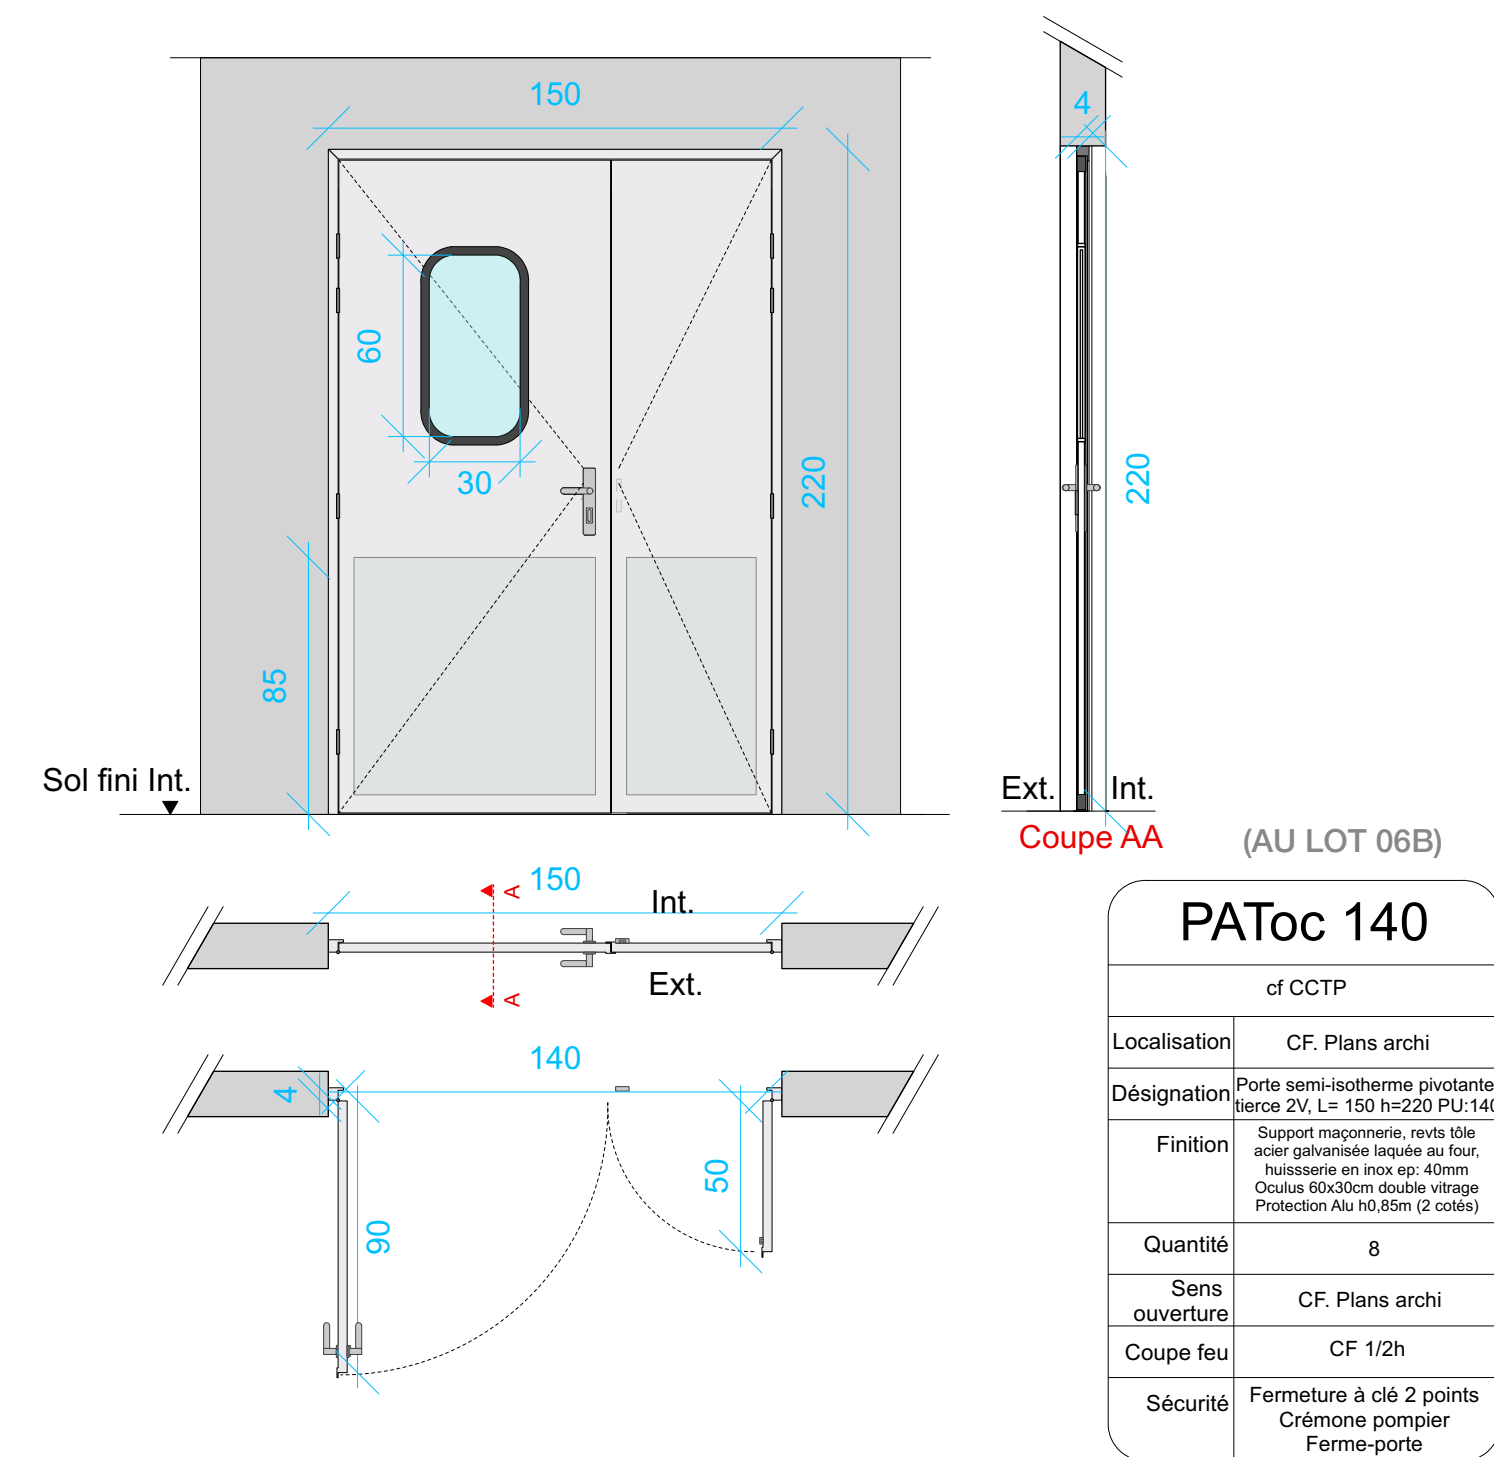 150
4
60
30
220
220
85
Sol fini Int.
Ext.
Int.
Coupe AA
(AU LOT 06B)
150
A
Int.
A
Ext.
140
4
50
90
PAToc 140
cf CCTP
Localisation CF. Plans archi
Désignation Porte semi-isotherme pivotante
tierce 2V, L= 150 h=220 PU:140
Finition Support maçonnerie, revts tôle
acier galvanisée laquée au four,
huissserie en inox ep: 40mm
Oculus 60x30cm double vitrage
Protection Alu h0,85m (2 cotés)
Quantité 8
Sens
ouverture CF. Plans archi
Coupe feu CF 1/2h
Sécurité Fermeture à clé 2 points
Crémone pompier
Ferme-porte